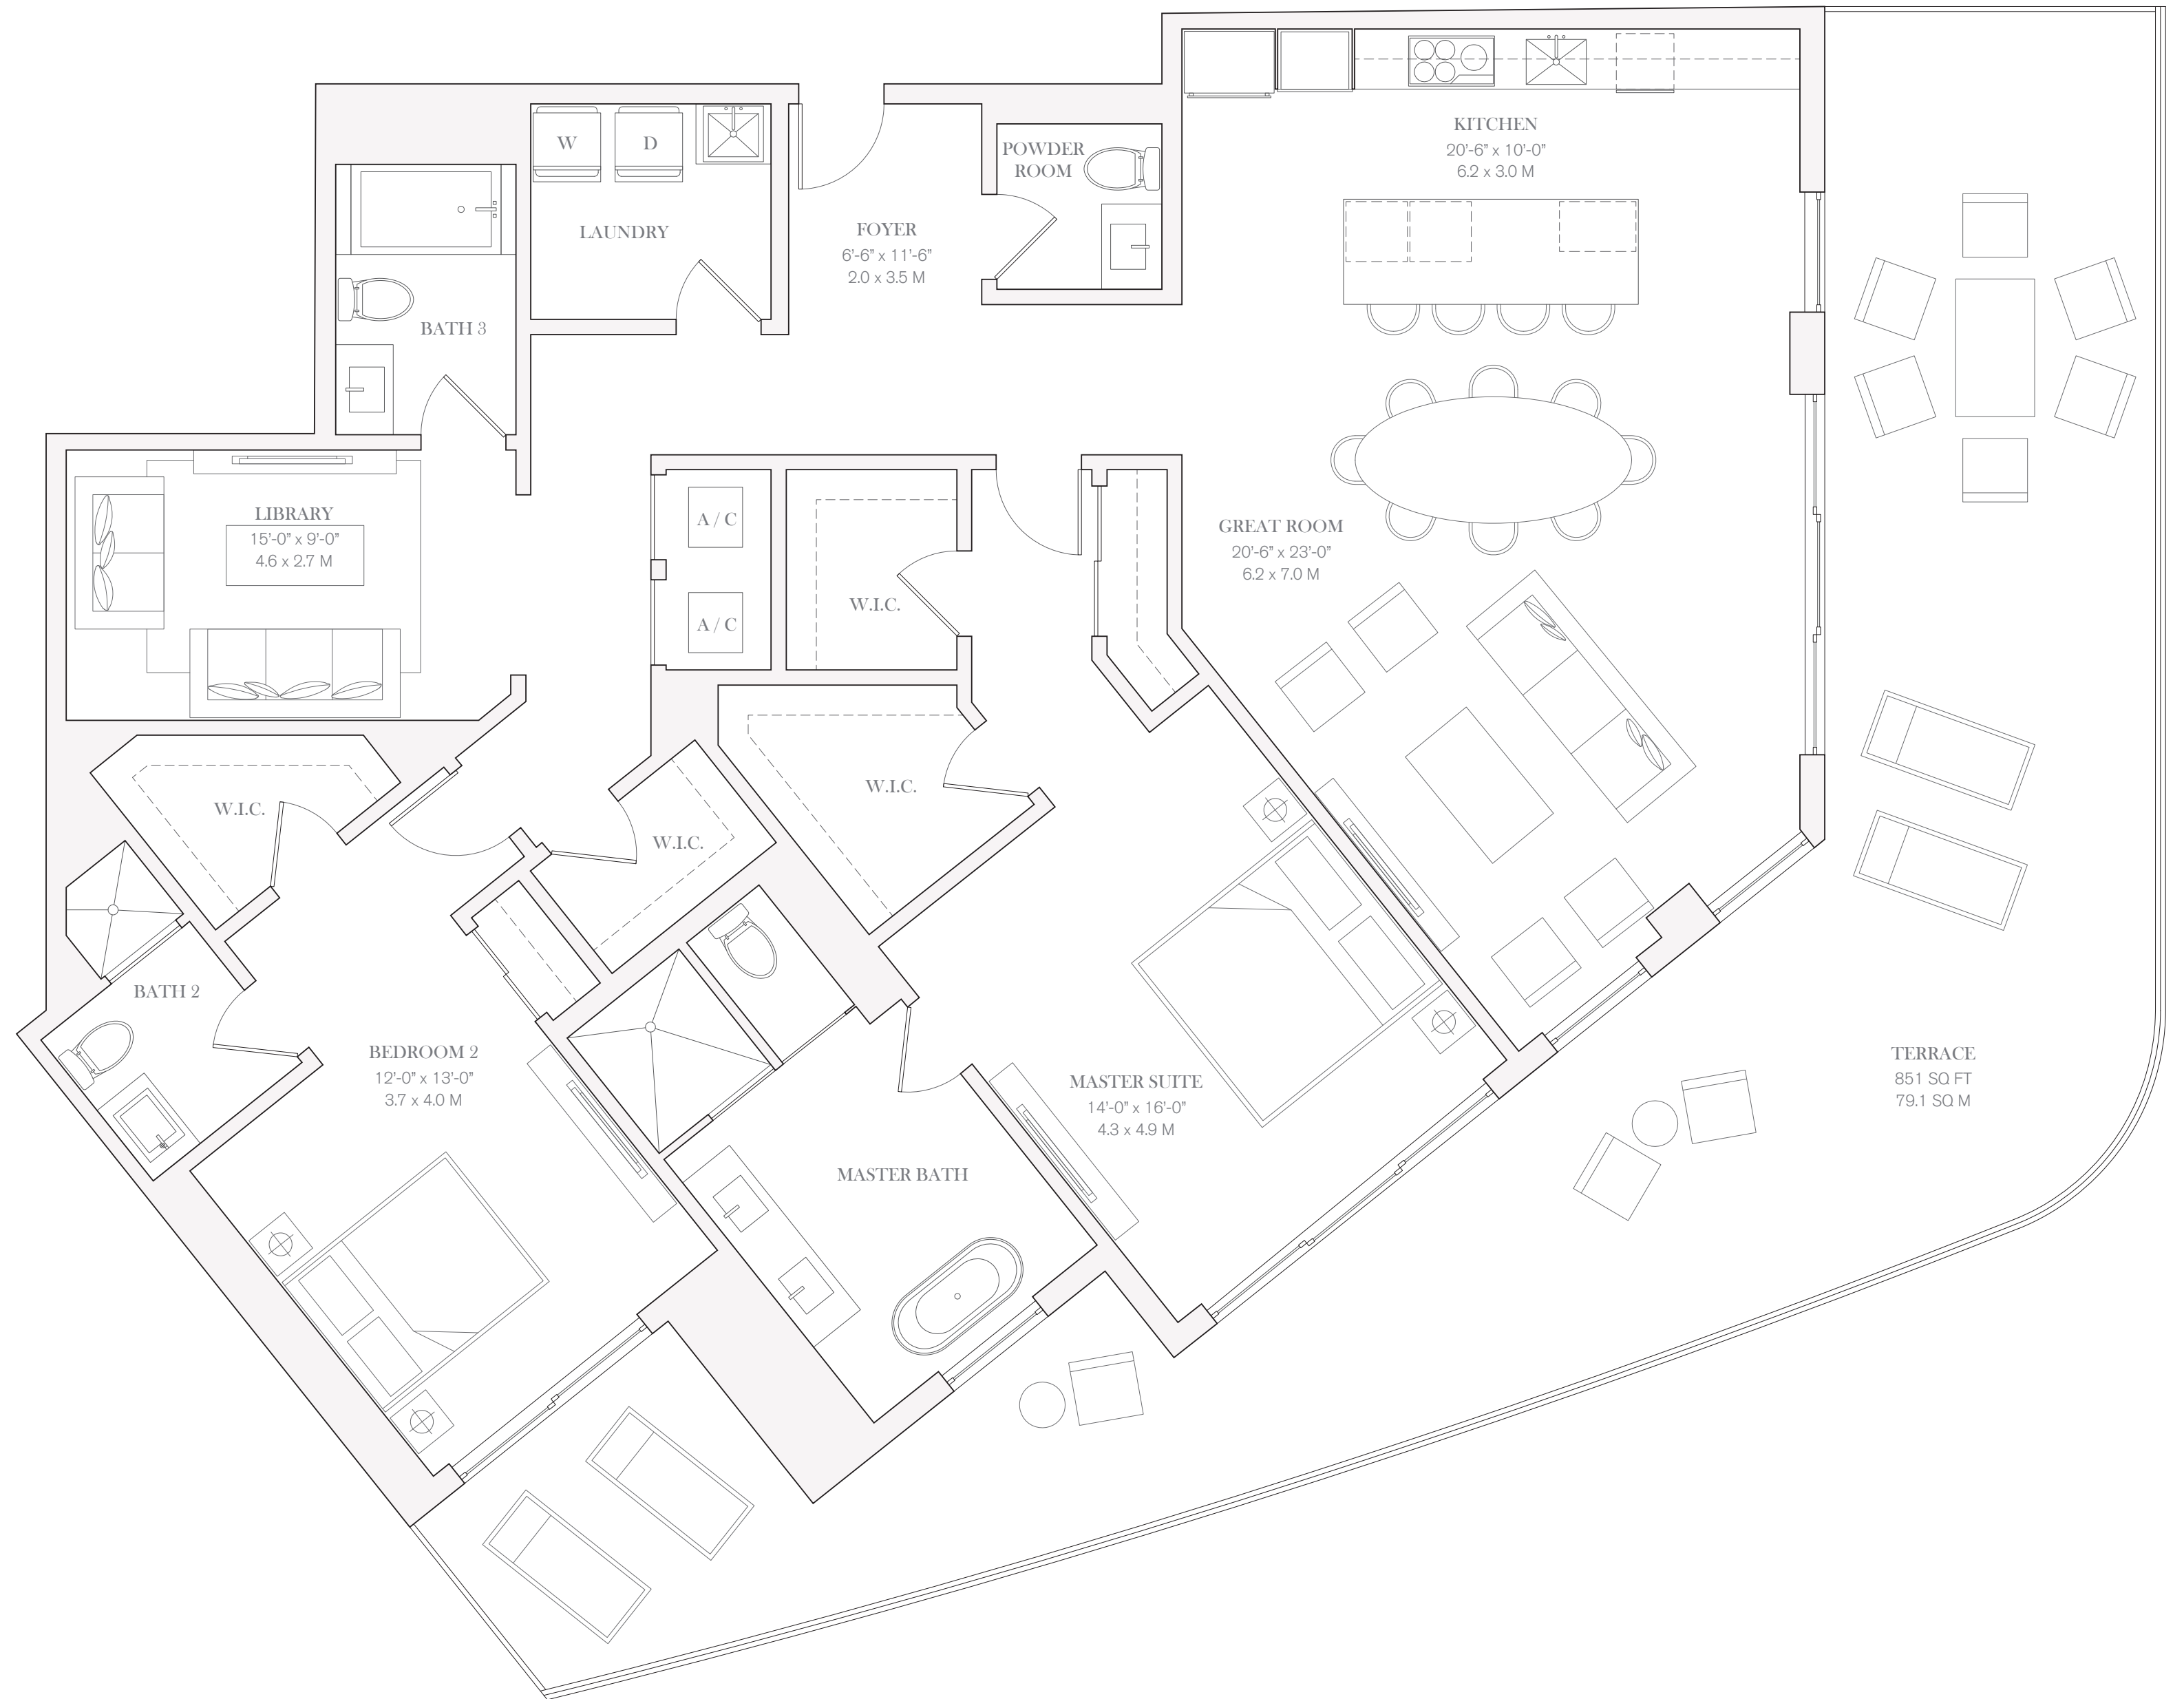 KITCHEN
20'-6" x 10'-0"
6.2 x 3.0 M
W
D
POWDER
ROOM
LAUNDRY
FOYER
6'-6" x 11'-6"
2.0 x 3.5 M
BATH 3
LIBRARY
15'-0" x 9'-0"
4.6 x 2.7 M
A / C
A / C
W.I.C.
GREAT ROOM
20'-6" x 23'-0"
6.2 x 7.0 M
W.I.C.
W.I.C.
W.I.C.
BATH 2
BEDROOM 2
12'-0" x 13'-0"
3.7 x 4.0 M
MASTER SUITE
14'-0" x 16'-0"
4.3 x 4.9 M
TERRACE
851 SQ FT
79.1 SQ M
MASTER BATH